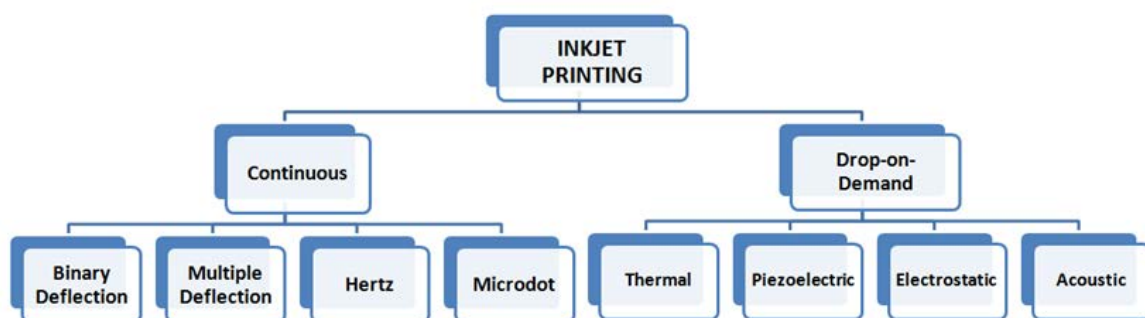 INKJET
PRINTING
Continuous
Drop-on-
Demand
Binary
Deflection
Multiple
Deflection
Hertz
Microdot
Thermal
Piezoelectric
Electrostatic
Acoustic